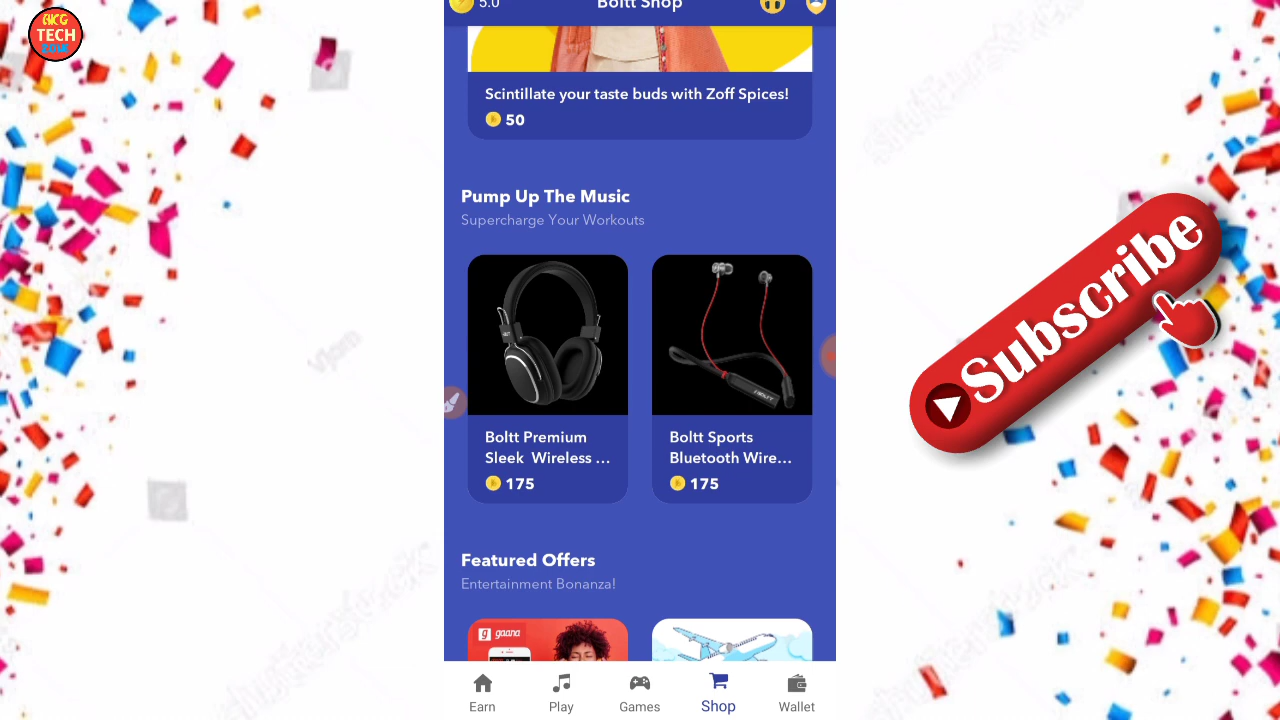 GKG
TECH
ZONE
5.0
Boltt Shop
Scintillate your taste buds with Zoff Spices!
50
Pump Up The Music
Supercharge Your Workouts
Boltt Premium
Sleek Wireless ...
175
Boltt Sports
Bluetooth Wire...
175
Featured Offers
Entertainment Bonanza!
g gaana
Earn
Play
Games
Shop
Wallet
Subscribe